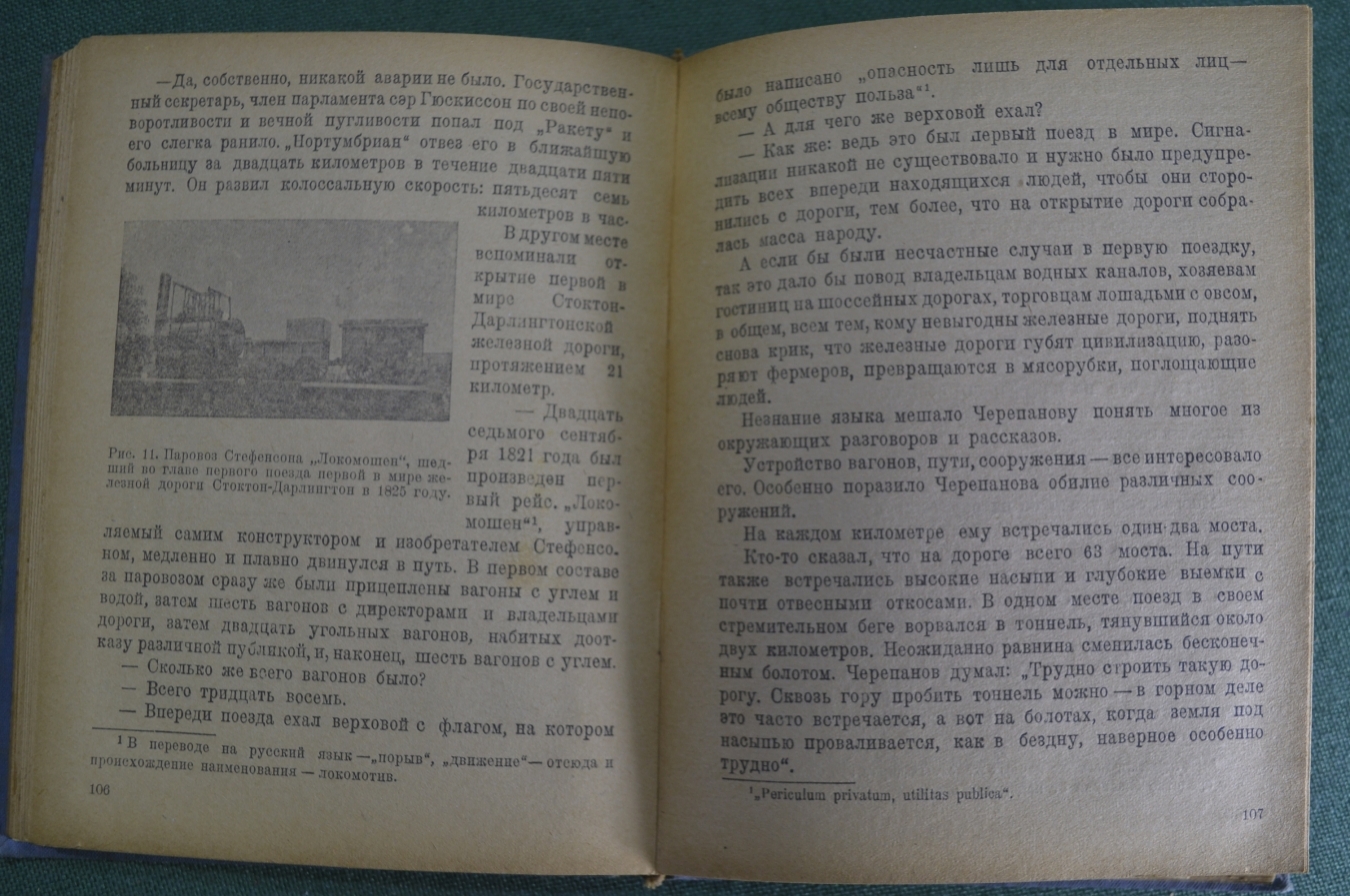 —Да, собственно, никакой аварии не было. Государствен-
ный секретарь, член парламента сэр Гюскиссон по своей непо-
воротливости и вечной пугливости попал под „Ракету“ и
его слегка ранило. „Нортумбриан“ отвез его в ближайшую
больницу за двадцать километров в течение двадцати пяти
минут. Он развил колоссальную скорость: пятьдесят семь
километров в час.
В другом месте
вспоминали от-
крытие первой в
мире Стоктон-
Дарлингтонской
железной дороги,
протяжением 21
километр.
— Двадцать
седьмого сентяб-
ря 1821 года был
произведен пер-
вый рейс. „Локо-
мошен“¹, управ-
Рис. 11. Паровоз Стефенсона „Локомошен“, шед-
ший во главе первого поезда первой в мире же-
лезной дороги Стоктон-Дарлингтон в 1825 году.
ляемый самим конструктором и изобретателем Стефенсо.
ном, медленно и плавно двинулся в путь. В первом составе
за паровозом сразу же были прицеплены вагоны с углем и
водой, затем шесть вагонов с директорами и владельцами
дороги, затем двадцать угольных вагонов, набитых доот-
казу различной публикой, и, наконец, шесть вагонов с углем.
— Сколько же всего вагонов было?
— Всего тридцать восемь.
— Впереди поезда ехал верховой с флагом, на котором
¹ В переводе на русский язык —„порыв“, „движение“— отсюда и
происхождение наименования — локомотив.
106
было написано „опасность лишь для отдельных лиц—
всему обществу польза“¹.
— А для чего же верховой ехал?
— Как же: ведь это был первый поезд в мире. Сигна-
лизации никакой не существовало и нужно было предупре-
дить всех впереди находящихся людей, чтобы они сторо-
нились с дороги, тем более, что на открытие дороги собра-
лась масса народу.
А если бы были несчастные случаи в первую поездку,
так это дало бы повод владельцам водных каналов, хозяевам
гостиниц на шоссейных дорогах, торговцам лошадьми с овсом,
в общем, всем тем, кому невыгодны железные дороги, поднять
снова крик, что железные дороги губят цивилизацию, разо-
ряют фермеров, превращаются в мясорубки, поглощающие
людей.
Незнание языка мешало Черепанову понять многое из
окружающих разговоров и рассказов.
Устройство вагонов, пути, сооружения — все интересовало
его. Особенно поразило Черепанова обилие различных соо-
ружений.
На каждом километре ему встречались один-два моста.
Кто-то сказал, что на дороге всего 63 моста. На пути
также встречались высокие насыпи и глубокие выемки с
почти отвесными откосами. В одном месте поезд в своем
стремительном беге ворвался в тоннель, тянувшийся около
двух километров. Неожиданно равнина сменилась бесконеч-
ным болотом. Черепанов думал: „Трудно строить такую до-
рогу. Сквозь гору пробить тоннель можно — в горном деле
это часто встречается, а вот на болотах, когда земля под
насыпью проваливается, как в бездну, наверное особенно
трудно“.
¹„Periculum privatum, utilitas publica“.
107